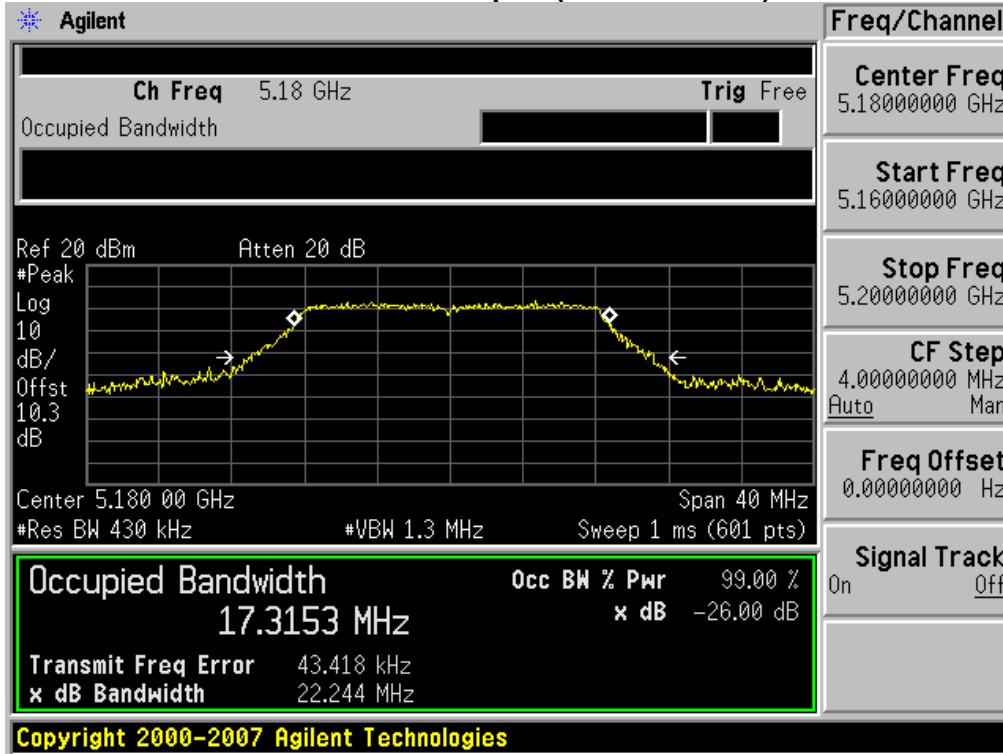 Agilent
Freq/Channel
Ch Freq 5.18 GHz Trig Free
Occupied Bandwidth
Center Freq
5.18000000 GHz
Start Freq
5.16000000 GHz
Stop Freq
5.20000000 GHz
CF Step
4.00000000 MHz
Auto Man
Freq Offset
0.00000000 Hz
Signal Track
On Off
Ref 20 dBm Atten 20 dB
#Peak
Log
10
dB/
Offst
10.3
dB
Center 5.180 00 GHz Span 40 MHz
#Res BW 430 kHz #VBW 1.3 MHz Sweep 1 ms (601 pts)
Occupied Bandwidth
17.3153 MHz
Occ BW % Pwr 99.00 %
x dB -26.00 dB
Transmit Freq Error 43.418 kHz
x dB Bandwidth 22.244 MHz
Copyright 2000-2007 Agilent Technologies